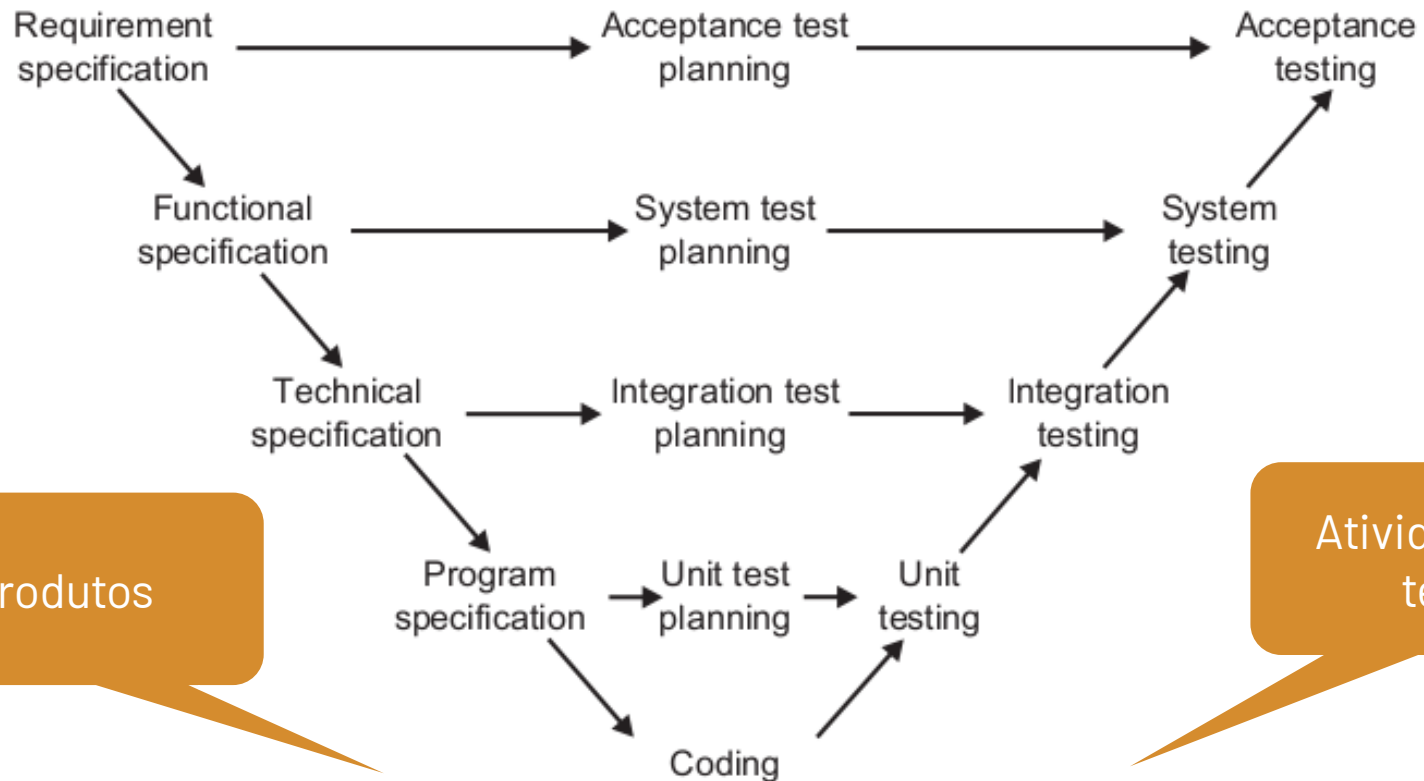 Requirement
specification
Acceptance test
planning
Acceptance
testing
Functional
specification
System test
planning
System
testing
Technical
specification
Integration test
planning
Integration
testing
Program
specification
Unit test
planning
Unit
testing
Coding